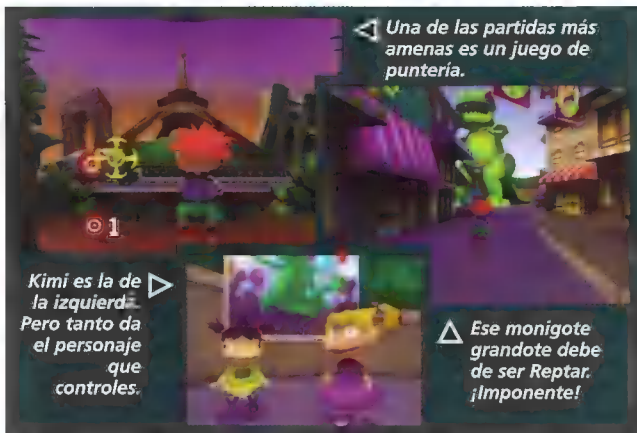 Una de las partidas más
amenas es un juego de
puntería.
1
Kimi es la de
la izquierda.
Pero tanto da
el personaje
que
controles.
Ese monigote
grandote debe
de ser Reptar.
¡Imponente!